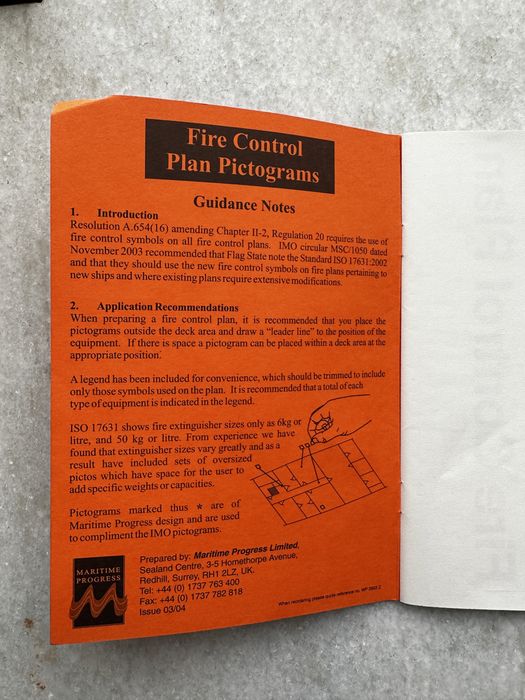 Fire Control
Plan Pictograms
Guidance Notes
1. Introduction
Resolution A.654(16) amending Chapter II-2, Regulation 20 requires the use of
fire control symbols on all fire control plans. IMO circular MSC/1050 dated
November 2003 recommended that Flag State note the Standard ISO 17631:2002
and that they should use the new fire control symbols on fire plans pertaining to
new ships and where existing plans require extensive modifications.
2. Application Recommendations
When preparing a fire control plan, it is recommended that you place the
pictograms outside the deck area and draw a “leader line” to the position of the
equipment. If there is space a pictogram can be placed within a deck area at the
appropriate position.
A legend has been included for convenience, which should be trimmed to include
only those symbols used on the plan. It is recommended that a total of each
type of equipment is indicated in the legend.
ISO 17631 shows fire extinguisher sizes only as 6kg or
litre, and 50 kg or litre. From experience we have
found that extinguisher sizes vary greatly and as a
result have included sets of oversized
pictos which have space for the user to
add specific weights or capacities.
Pictograms marked thus * are of
Maritime Progress design and are used
to compliment the IMO pictograms.
MARITIME
PROGRESS
Prepared by: Maritime Progress Limited,
Sealand Centre, 3-5 Homethorpe Avenue,
Redhill, Surrey, RH1 2LZ, UK.
Tel: +44 (0) 1737 763 400
Fax: +44 (0) 1737 782 818
Issue 03/04
When reordering please quote reference no. WP